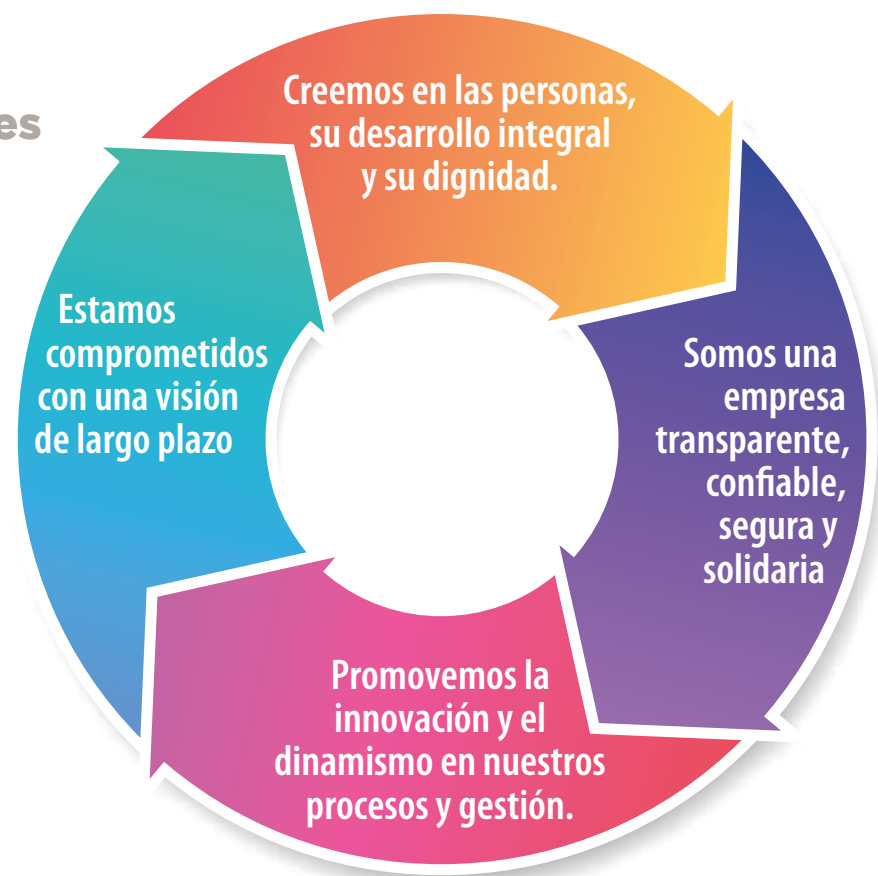 es
Creemos en las personas,
su desarrollo integral
y su dignidad.
Somos una
empresa
transparente,
confiable,
segura y
solidaria
Promovemos la
innovación y el
dinamismo en nuestros
procesos y gestión.
Estamos
comprometidos
con una visión
de largo plazo